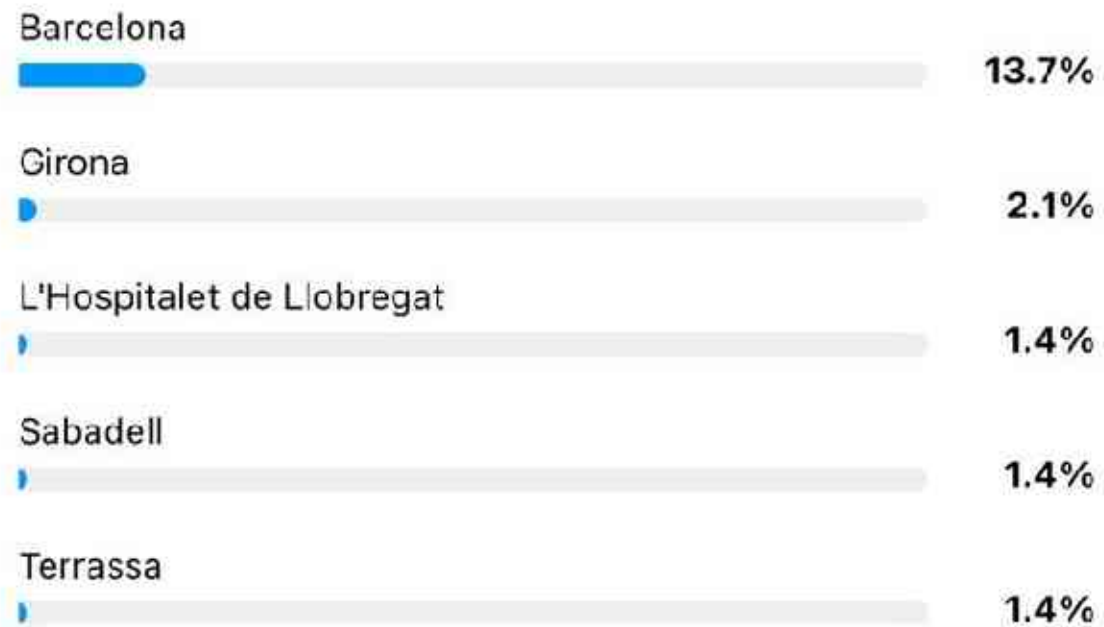 Barcelona
13.7%
Girona
2.1%
L'Hospitalet de Llobregat
1.4%
Sabadell
1.4%
Terrassa
1.4%